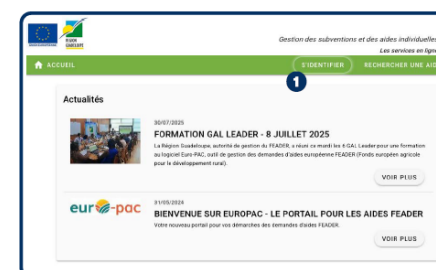 Gestion des subventions et des aides individuelles
Les services en ligne
RÉGION
GUADELOUPE
ACCUEIL
S'IDENTIFIER
RECHERCHER UNE AID
1
Actualités
30/07/2025
FORMATION GAL LEADER - 8 JUILLET 2025
La Région Guadeloupe, autorité de gestion du FEADER, a réuni ce mardi les 6 GAL Leader pour une formation
au logiciel Euro-PAC, outil de gestion des demandes d'aides européenne FEADER (Fonds européen agricole
pour le développement rural).
VOIR PLUS
europac
31/05/2024
BIENVENUE SUR EUROPAC - LE PORTAIL POUR LES AIDES FEADER
Votre nouveau portail pour vos démarches des demandes d'aides FEADER.
VOIR PLUS